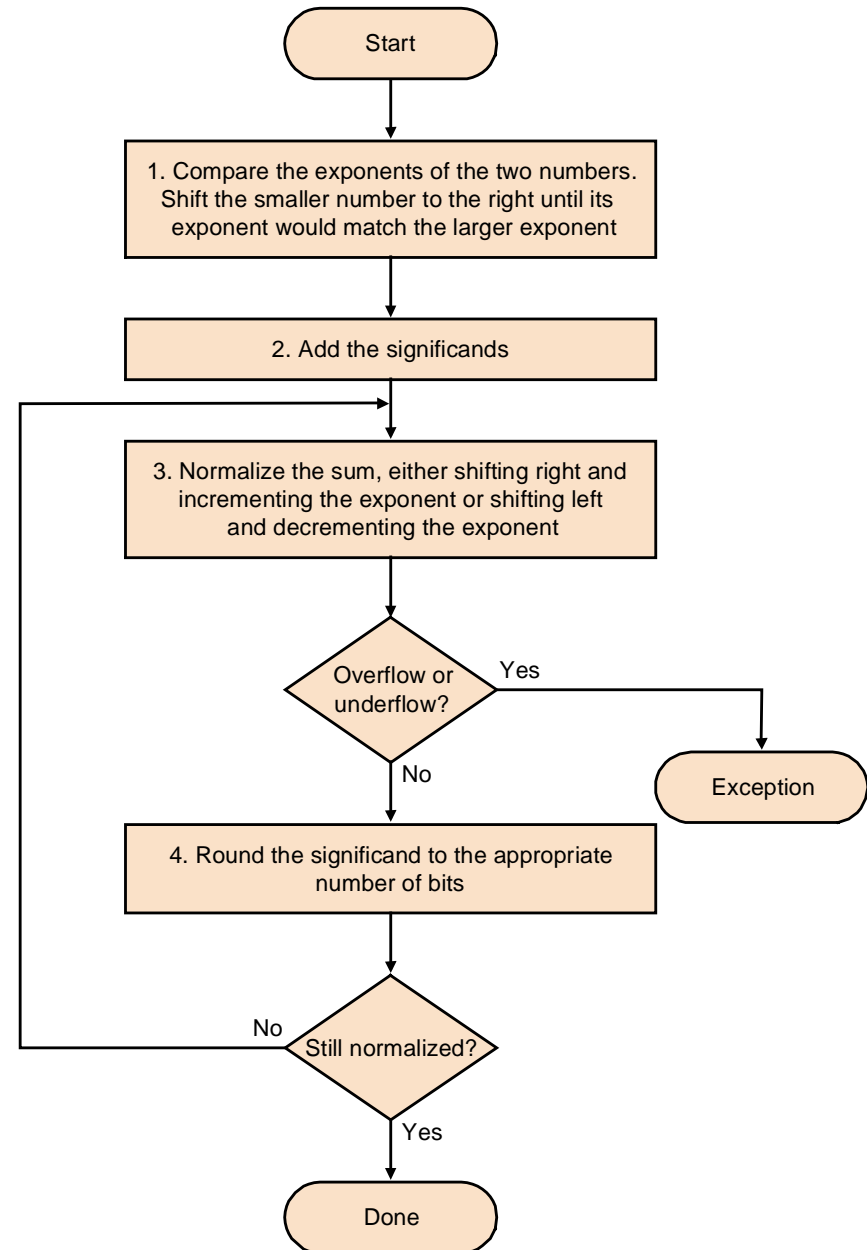 Start
1. Compare the exponents of the two numbers.
Shift the smaller number to the right until its
exponent would match the larger exponent
2. Add the significands
3. Normalize the sum, either shifting right and
incrementing the exponent or shifting left
and decrementing the exponent
Overflow or
underflow?
Yes
No
Exception
4. Round the significand to the appropriate
number of bits
No
Still normalized?
Yes
Done